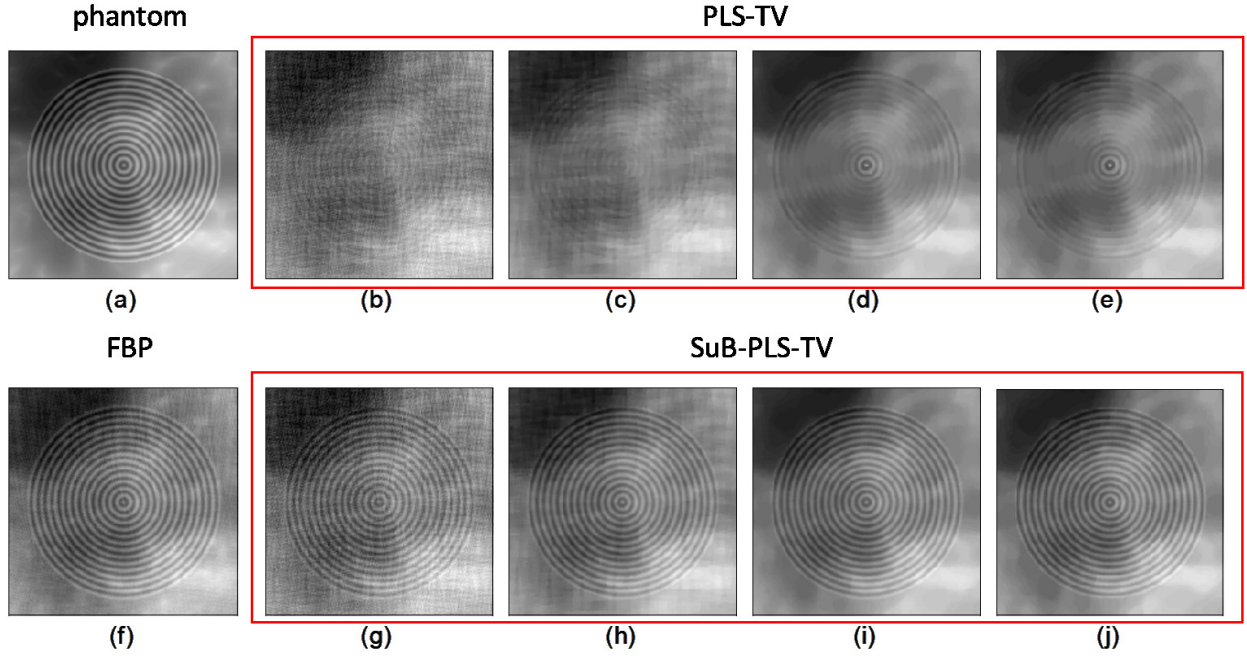 phantom PLS-TV
(a) (b) (c) (d) (e)
FBP SuB-PLS-TV
(f) (g) (h) (i) (j)